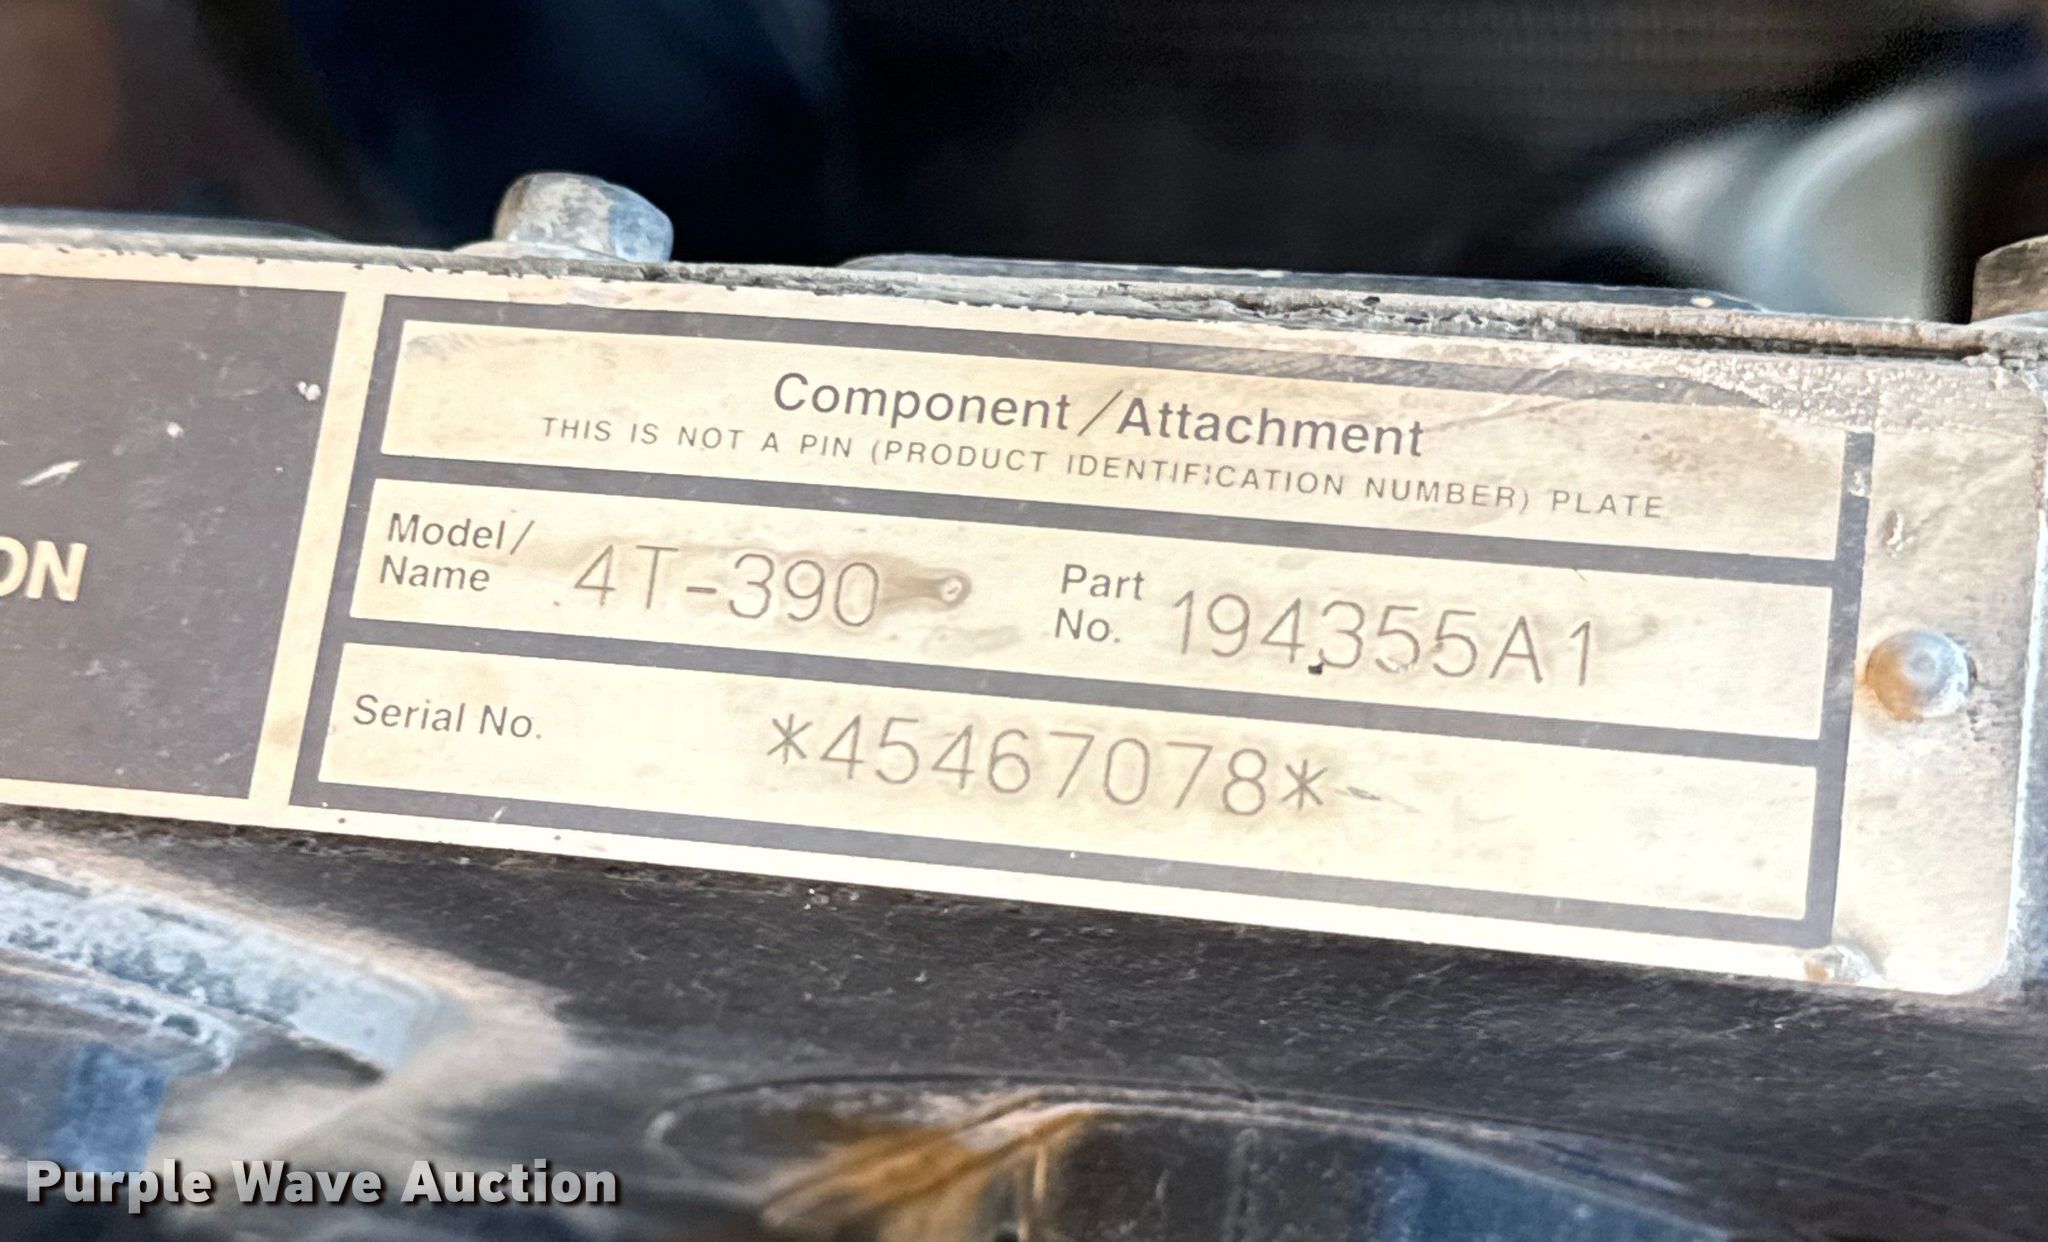 ON
Component/Attachment
THIS IS NOT A PIN (PRODUCT IDENTIFICATION NUMBER) PLATE
Model/
Name 4T-390
Part
No. 194355A1
Serial No. *45467078*
Purple Wave Auction